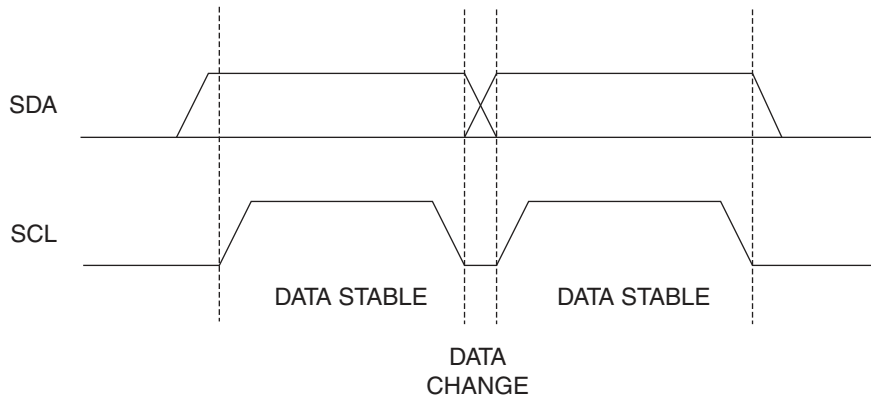 SDA
SCL
DATA STABLE
DATA STABLE
DATA
CHANGE